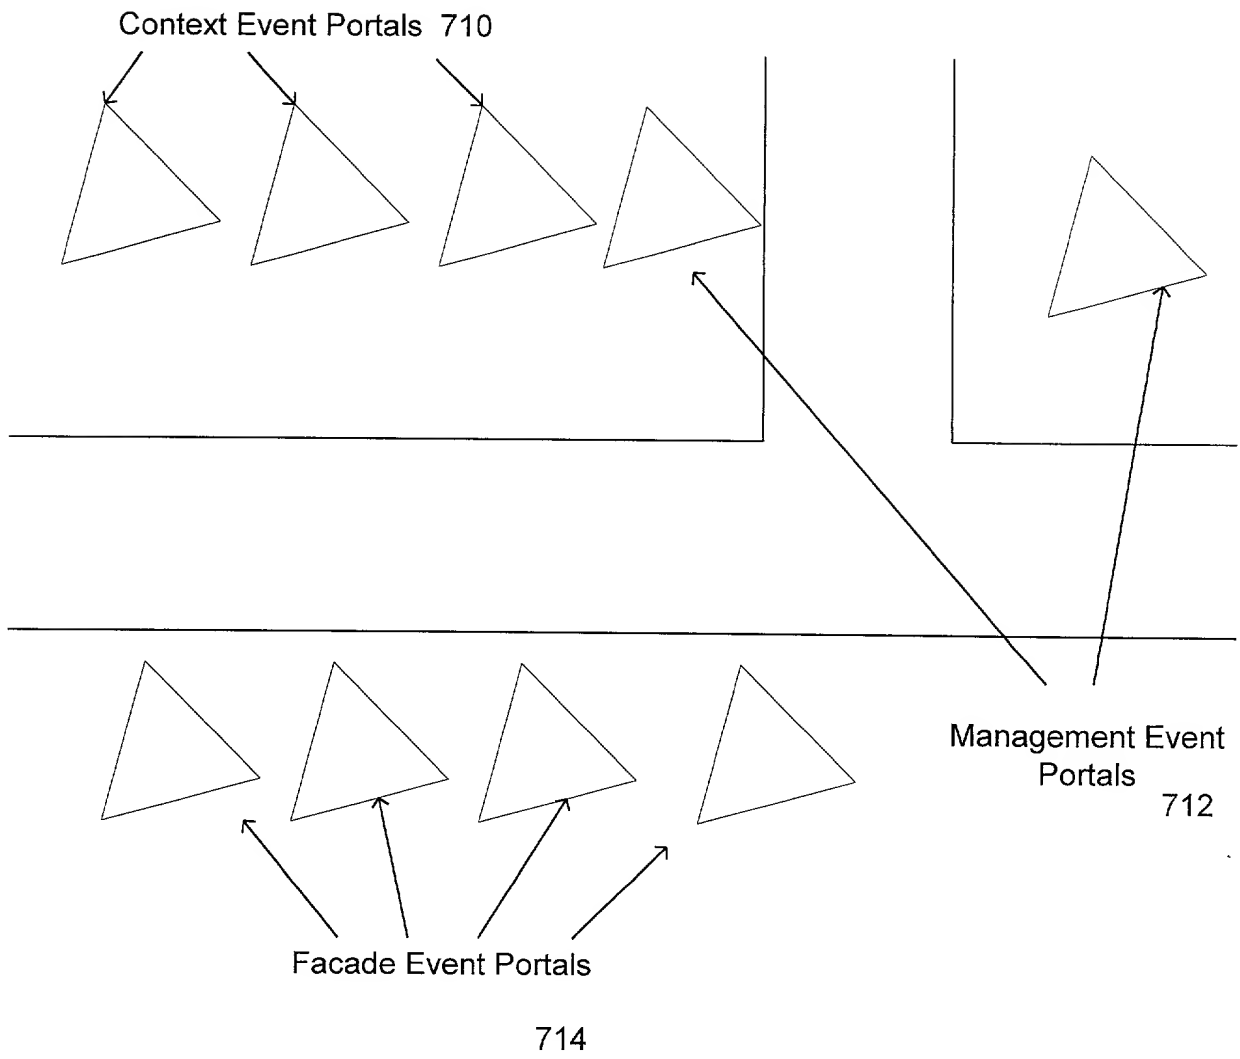 Context Event Portals 710
Management Event
Portals
712
Facade Event Portals
714